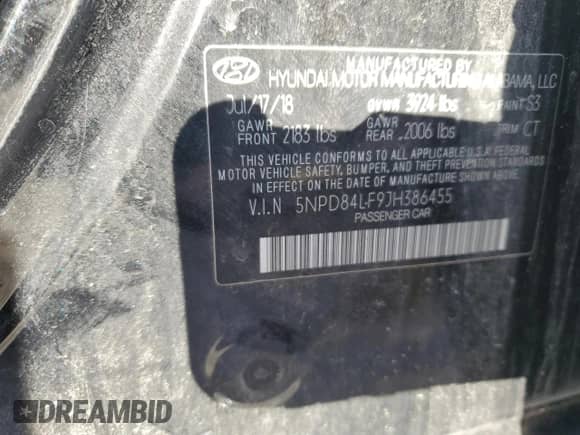 MANUFACTURED BY
HYUNDAI MOTOR MANUFACTURING ALABAMA, LLC
Jul/17/18 GVWR 3924 lbs PAINT S3
GAWR FRONT 2183 lbs GAWR REAR 2006 lbs TRIM CT
THIS VEHICLE CONFORMS TO ALL APPLICABLE U.S.A. FEDERAL
MOTOR VEHICLE SAFETY, BUMPER, AND THEFT PREVENTION STANDARDS
IN EFFECT ON THE DATE OF MANUFACTURE SHOWN ABOVE.
V.I.N 5NPD84LF9JH386455
PASSENGER CAR
DREAMBID